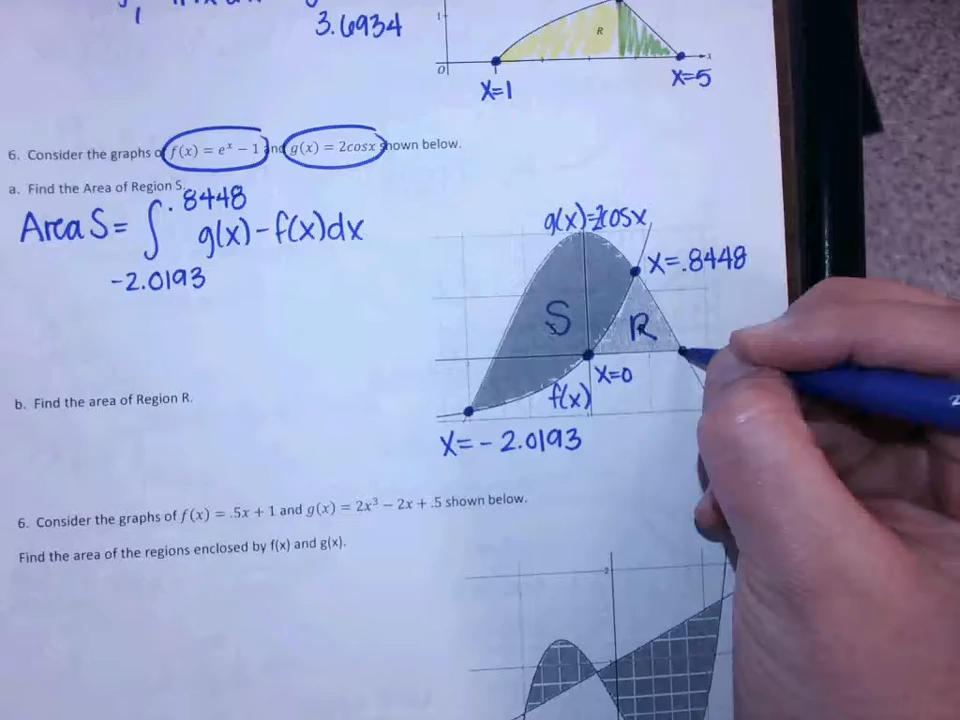 3.6934
1
R
O
x
X=1
X=5
6. Consider the graphs of f(x) = eˣ − 1 and g(x) = 2cosx shown below.
a. Find the Area of Region S.
Area S = ∫ .8448 -2.0193 g(x) - f(x) dx
g(x)=2cosx
X=.8448
S
R
X=0
f(x)
X= - 2.0193
b. Find the area of Region R.
6. Consider the graphs of f(x) = .5x + 1 and g(x) = 2x³ − 2x + .5 shown below.
Find the area of the regions enclosed by f(x) and g(x).
2